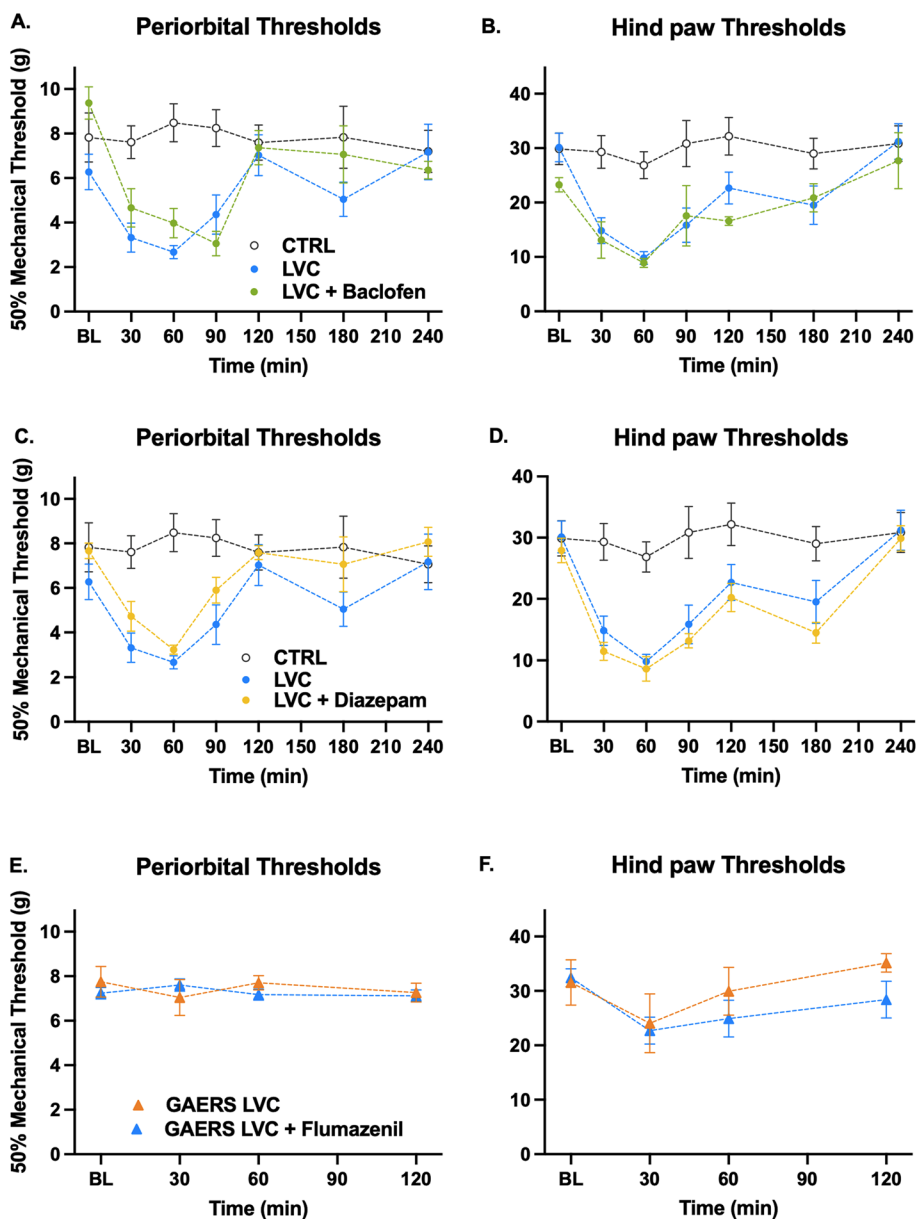 A.
Periorbital Thresholds
50% Mechanical Threshold (g)
10
8
6
4
2
0
CTRL
LVC
LVC + Baclofen
BL 30 60 90 120 150 180 210 240
Time (min)
B.
Hind paw Thresholds
40
30
20
10
0
BL 30 60 90 120 150 180 210 240
Time (min)
C.
Periorbital Thresholds
50% Mechanical Threshold (g)
10
8
6
4
2
0
CTRL
LVC
LVC + Diazepam
BL 30 60 90 120 150 180 210 240
Time (min)
D.
Hind paw Thresholds
40
30
20
10
0
BL 30 60 90 120 150 180 210 240
Time (min)
E.
Periorbital Thresholds
50% Mechanical Threshold (g)
10
8
6
4
2
0
GAERS LVC
GAERS LVC + Flumazenil
BL 30 60 90 120
Time (min)
F.
Hind paw Thresholds
40
30
20
10
0
BL 30 60 90 120
Time (min)